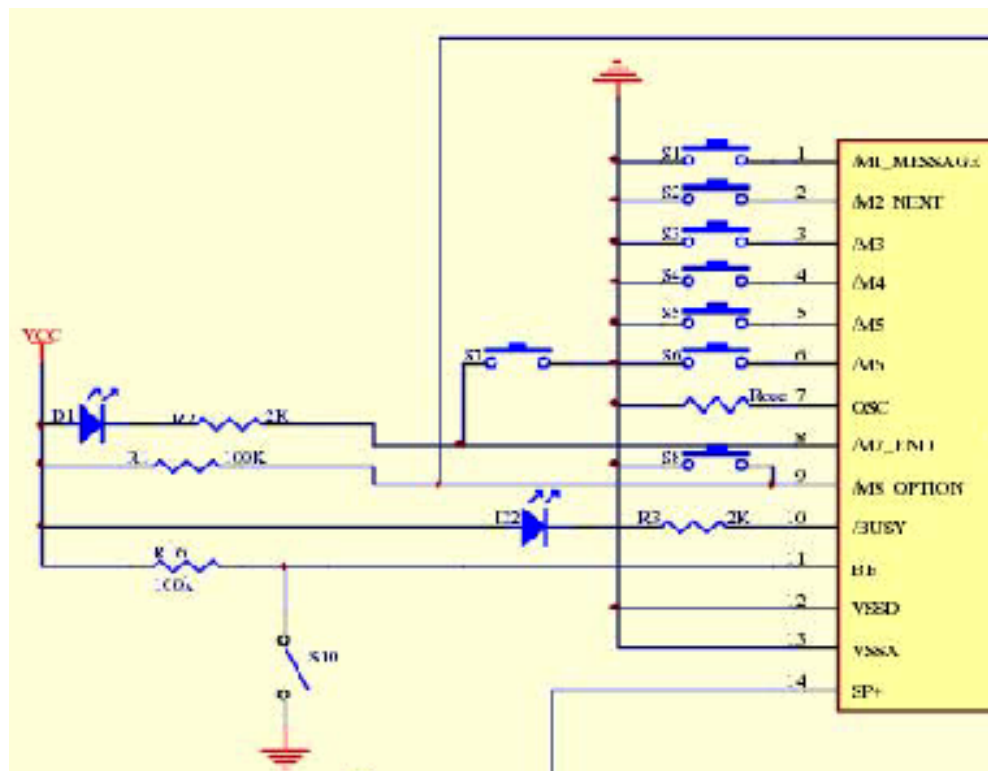 S1 1 /M1_MESSAGE
S2 2 /M2_NEXT
S3 3 /M3
S4 4 /M4
S5 5 /M5
VCC
S7 S6 6
Rosc 7 OSC
D1 2K
8
100K S8
9 /M8_OPTION
R3 2K 10 /BUSY
100k 11
12 VSSD
S10 13 VSSA
14 SP+